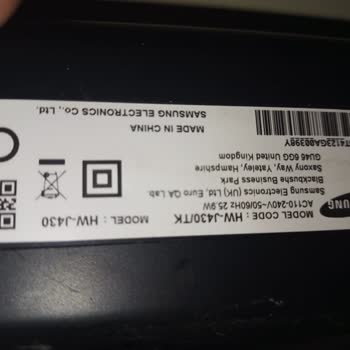 SAMSUNG
MODEL CODE : HW-J430/TK
AC110-240V~50/60Hz 25.9W
MODEL : HW-J430
Samsung Electronics (UK) Ltd, Euro QA Lab.
Blackbushe Business Park
Saxony Way, Yateley, Hampshire
GU46 6GG United Kingdom
MADE IN CHINA
SAMSUNG ELECTRONICS Co., Ltd.